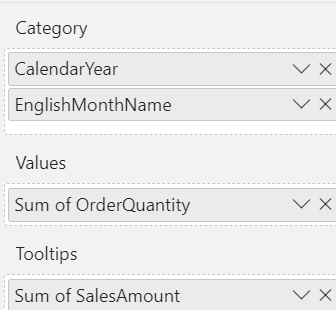 Category
CalendarYear
EnglishMonthName
Values
Sum of OrderQuantity
Tooltips
Sum of SalesAmount